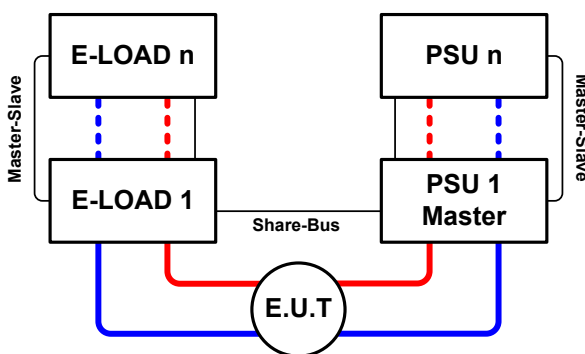 E-LOAD n
PSU n
Master-Slave
Master-Slave
E-LOAD 1
PSU 1
Master
Share-Bus
E.U.T